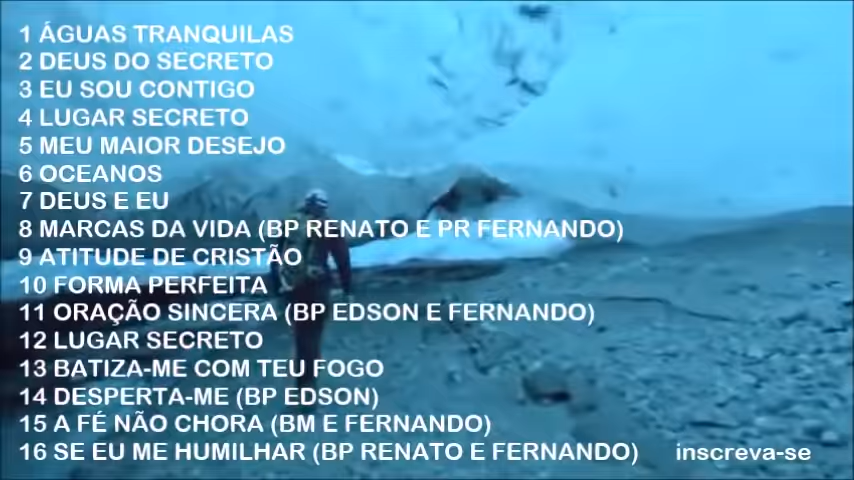 1 ÁGUAS TRANQUILAS
2 DEUS DO SECRETO
3 EU SOU CONTIGO
4 LUGAR SECRETO
5 MEU MAIOR DESEJO
6 OCEANOS
7 DEUS E EU
8 MARCAS DA VIDA (BP RENATO E PR FERNANDO)
9 ATITUDE DE CRISTÃO
10 FORMA PERFEITA
11 ORAÇÃO SINCERA (BP EDSON E FERNANDO)
12 LUGAR SECRETO
13 BATIZA-ME COM TEU FOGO
14 DESPERTA-ME (BP EDSON)
15 A FÉ NÃO CHORA (BM E FERNANDO)
16 SE EU ME HUMILHAR (BP RENATO E FERNANDO) inscreva-se